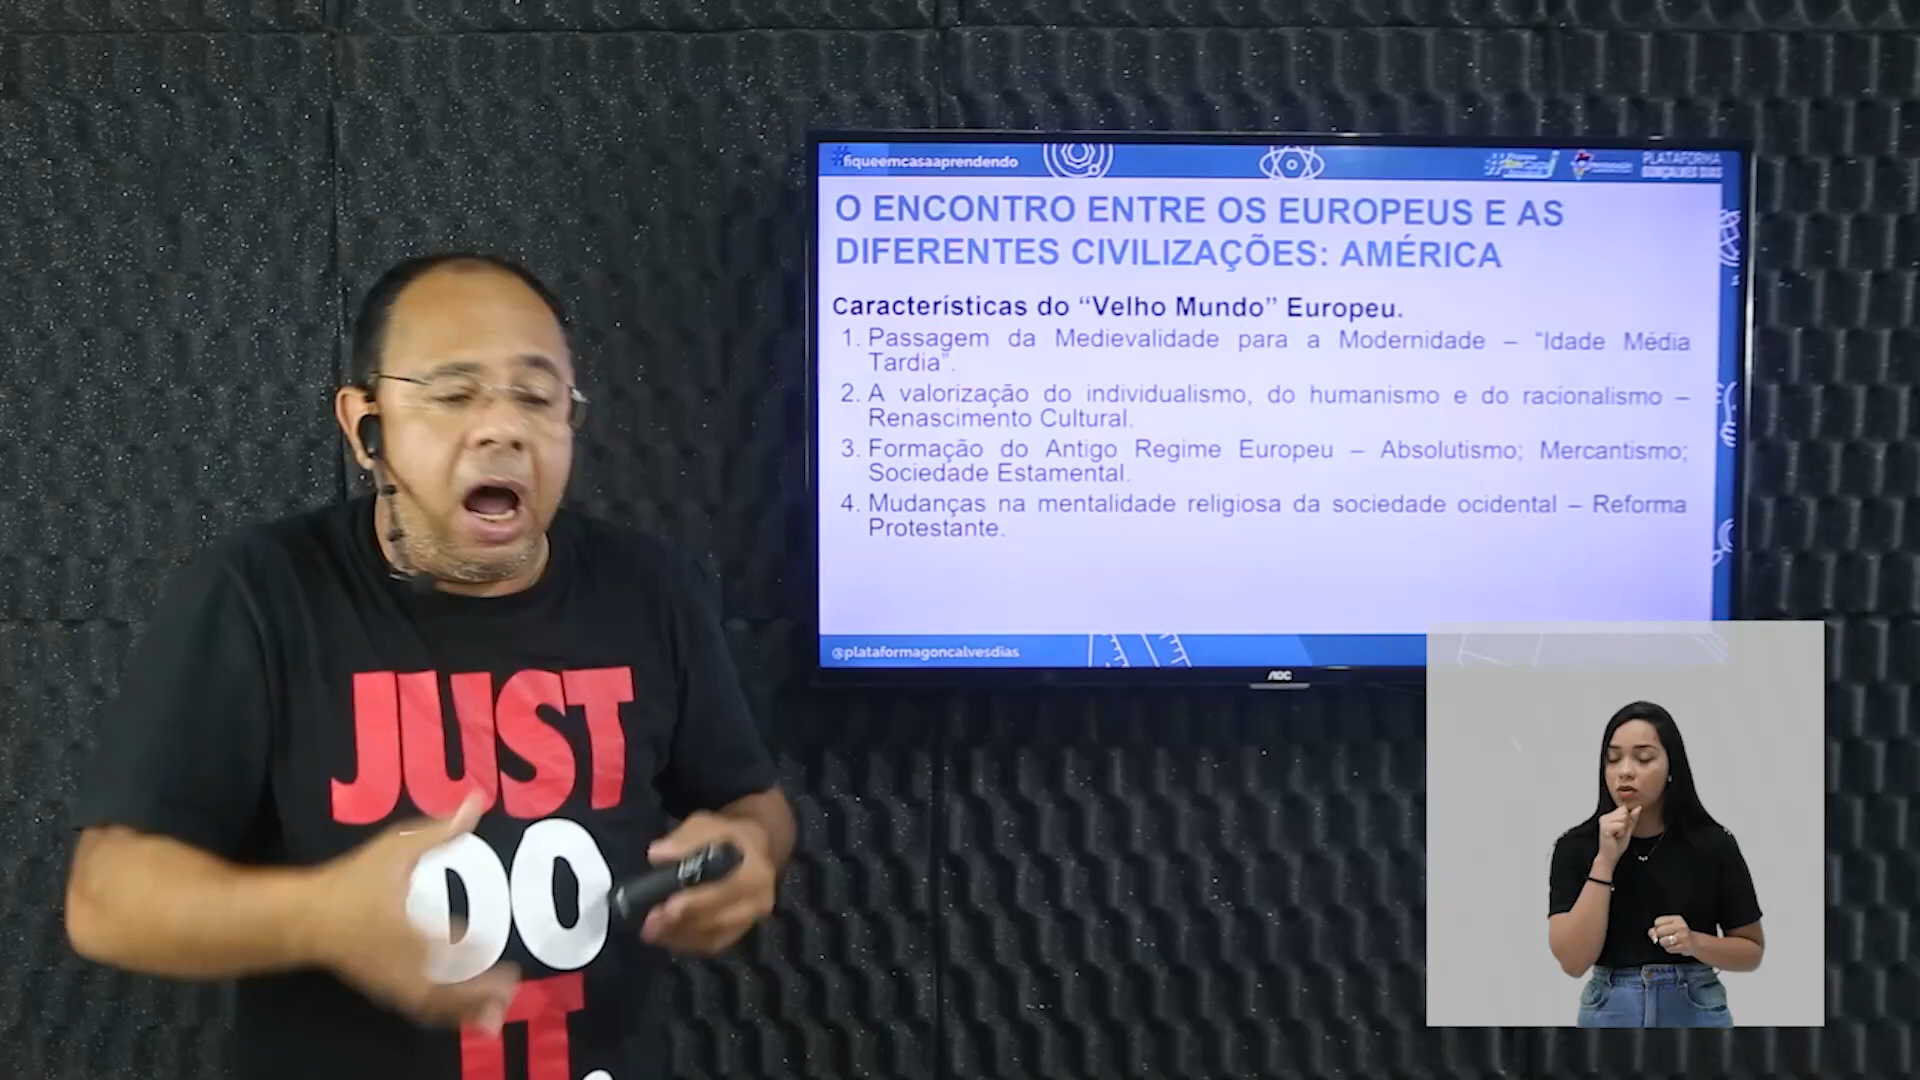 #fiqueemcasaaprendendo
PLATAFORMA
GONÇALVES DIAS
O ENCONTRO ENTRE OS EUROPEUS E AS
DIFERENTES CIVILIZAÇÕES: AMÉRICA
Características do “Velho Mundo” Europeu.
1. Passagem da Medievalidade para a Modernidade – “Idade Média
Tardia”.
2. A valorização do individualismo, do humanismo e do racionalismo –
Renascimento Cultural.
3. Formação do Antigo Regime Europeu – Absolutismo; Mercantismo;
Sociedade Estamental.
4. Mudanças na mentalidade religiosa da sociedade ocidental – Reforma
Protestante.
@plataformagoncalvesdias
AOC
JUST
DO
IT.